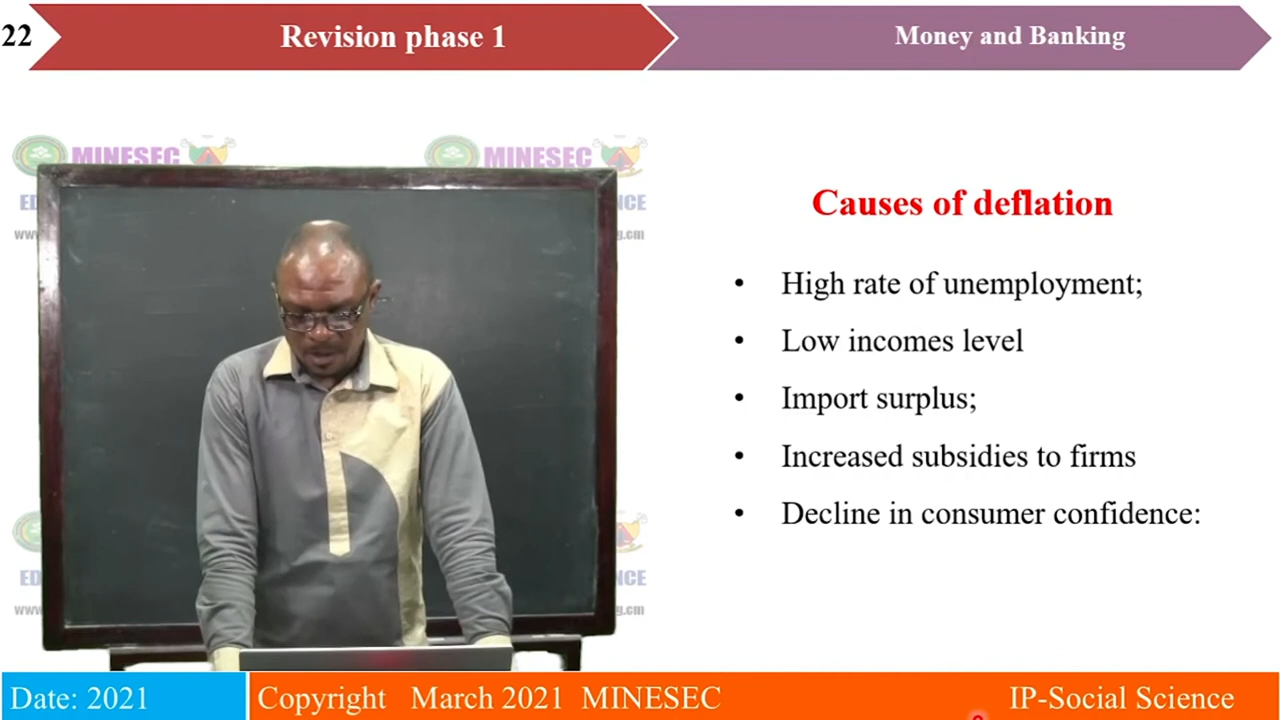 22
Revision phase 1
Money and Banking
MINESEC
MINESEC
Causes of deflation
• High rate of unemployment;
• Low incomes level
• Import surplus;
• Increased subsidies to firms
• Decline in consumer confidence:
Date: 2021
Copyright March 2021 MINESEC
IP-Social Science